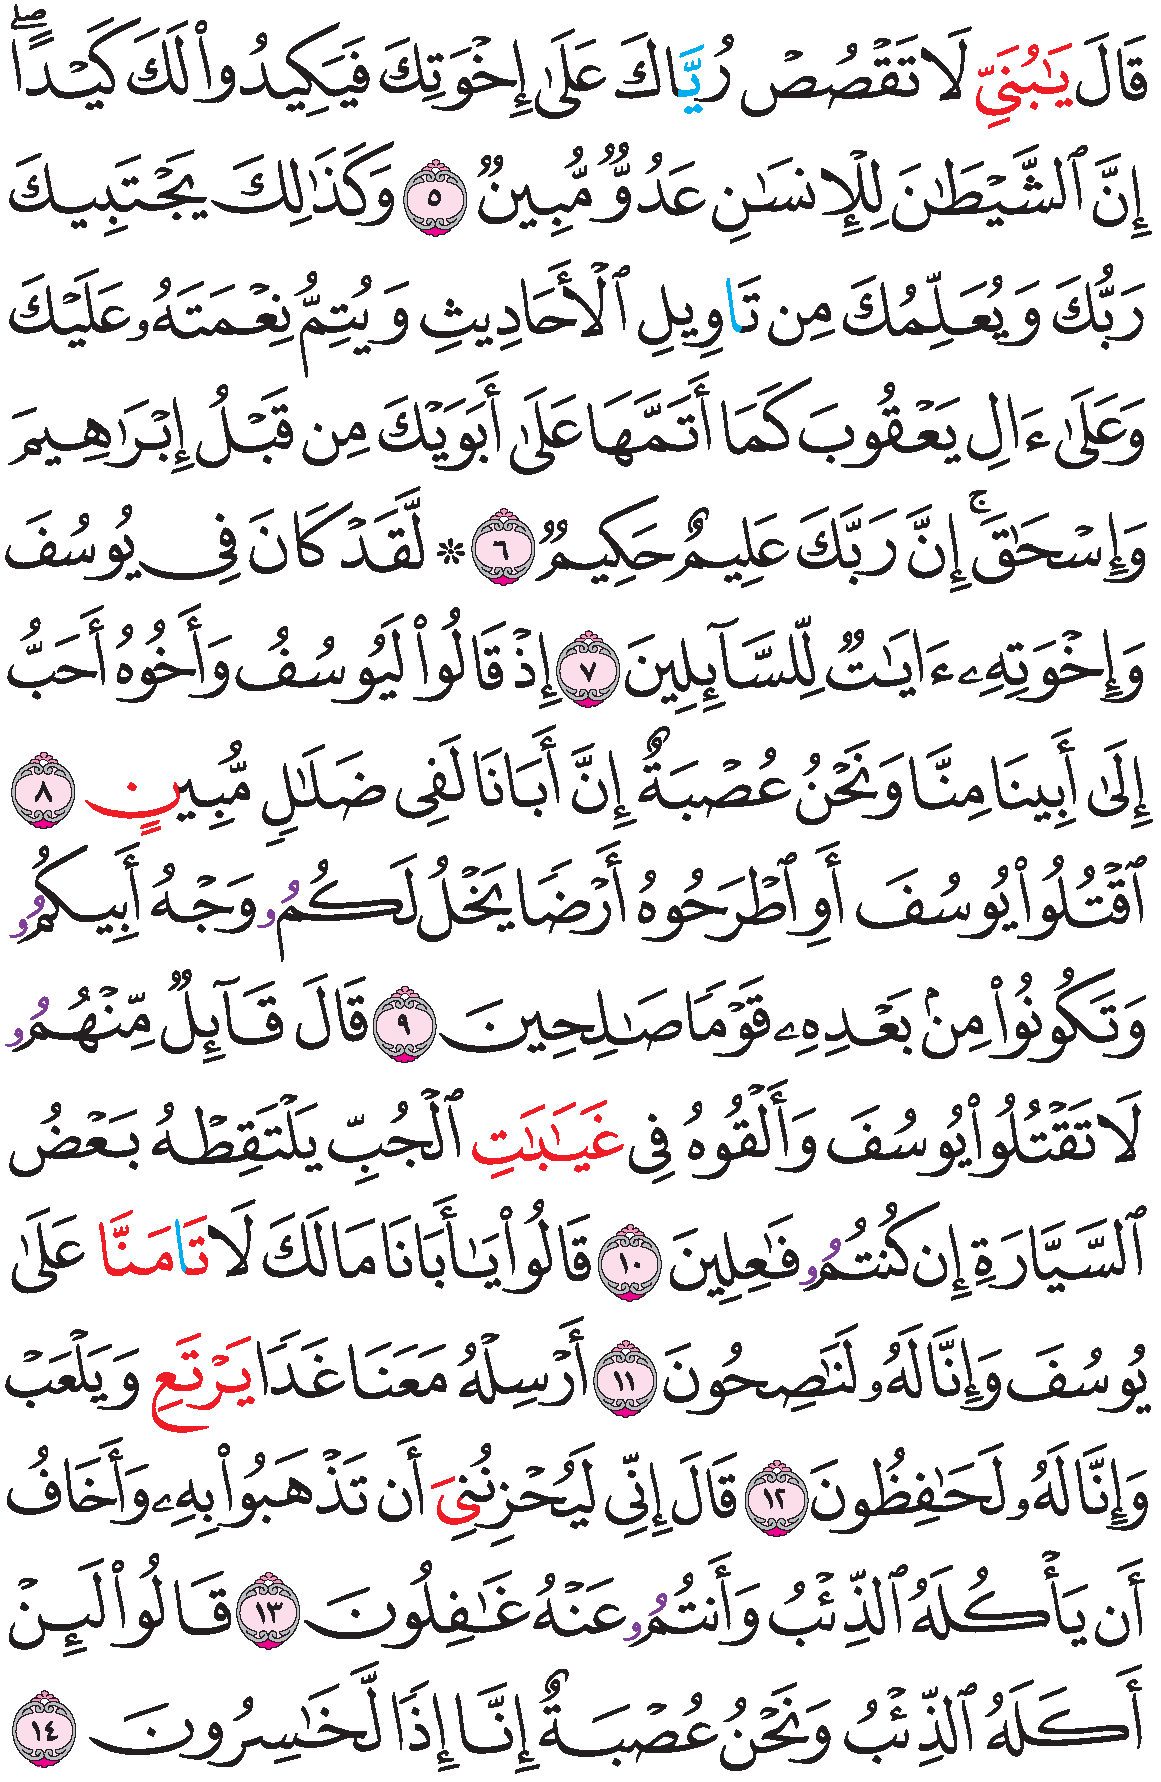 قَالَ يَٰبُنَيِّ لَا تَقْصُصْ رُيَّاكَ عَلَىٰ إِخْوَتِكَ فَيَكِيدُوا۟ لَكَ كَيْدًا ۖ
إِنَّ ٱلشَّيْطَٰنَ لِلْإِنسَٰنِ عَدُوٌّ مُّبِينٌ ٥ وَكَذَٰلِكَ يَجْتَبِيكَ
رَبُّكَ وَيُعَلِّمُكَ مِن تَاوِيلِ ٱلْأَحَادِيثِ وَيُتِمُّ نِعْمَتَهُۥ عَلَيْكَ
وَعَلَىٰ ءَالِ يَعْقُوبَ كَمَا أَتَمَّهَا عَلَىٰ أَبَوَيْكَ مِن قَبْلُ إِبْرَٰهِيمَ
وَإِسْحَٰقَ ۚ إِنَّ رَبَّكَ عَلِيمٌ حَكِيمٌ ٦ ۞ لَّقَدْ كَانَ فِى يُوسُفَ
وَإِخْوَتِهِۦ ءَايَٰتٌ لِّلسَّآئِلِينَ ٧ إِذْ قَالُوا۟ لَيُوسُفُ وَأَخُوهُ أَحَبُّ
إِلَىٰ أَبِينَا مِنَّا وَنَحْنُ عُصْبَةٌ إِنَّ أَبَانَا لَفِى ضَلَٰلٍ مُّبِينٍ ٨
ٱقْتُلُوا۟ يُوسُفَ أَوِ ٱطْرَحُوهُ أَرْضًا يَخْلُ لَكُمُۥ وَجْهُ أَبِيكُمُۥ
وَتَكُونُوا۟ مِنۢ بَعْدِهِۦ قَوْمًا صَٰلِحِينَ ٩ قَالَ قَآئِلٌ مِّنْهُمُۥ
لَا تَقْتُلُوا۟ يُوسُفَ وَأَلْقُوهُ فِى غَيَٰبَٰتِ ٱلْجُبِّ يَلْتَقِطْهُ بَعْضُ
ٱلسَّيَّارَةِ إِن كُنتُمُۥ فَٰعِلِينَ ١٠ قَالُوا۟ يَٰأَبَانَا مَا لَكَ لَا تَامَنَّا عَلَىٰ
يُوسُفَ وَإِنَّا لَهُۥ لَنَٰصِحُونَ ١١ أَرْسِلْهُ مَعَنَا غَدًا يَرْتَعِ وَيَلْعَبْ
وَإِنَّا لَهُۥ لَحَٰفِظُونَ ١٢ قَالَ إِنِّى لَيُحْزِنُنِىَ أَن تَذْهَبُوا۟ بِهِۦ وَأَخَافُ
أَن يَأْكُلَهُ ٱلذِّئْبُ وَأَنتُمُۥ عَنْهُ غَٰفِلُونَ ١٣ قَالُوا۟ لَئِنْ
أَكَلَهُ ٱلذِّئْبُ وَنَحْنُ عُصْبَةٌ إِنَّا إِذًا لَّخَٰسِرُونَ ١٤